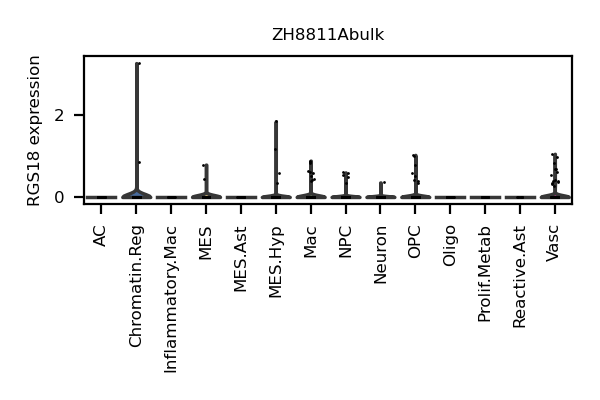 ZH8811Abulk
RGS18 expression
2
0
AC
Chromatin.Reg
Inflammatory.Mac
MES
MES.Ast
MES.Hyp
Mac
NPC
Neuron
OPC
Oligo
Prolif.Metab
Reactive.Ast
Vasc